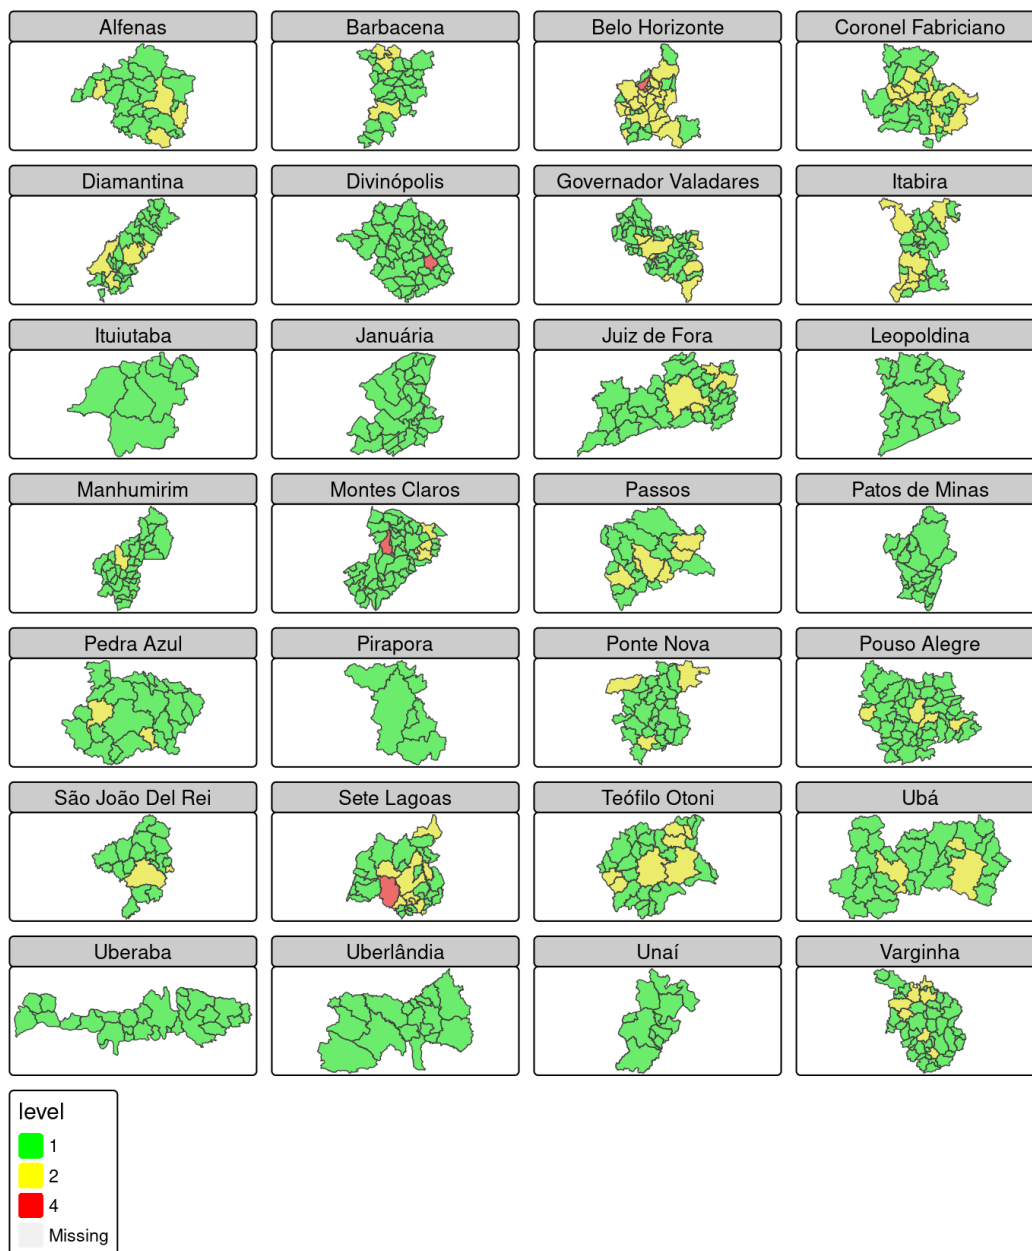 Alfenas
Barbacena
Belo Horizonte
Coronel Fabriciano
Diamantina
Divinópolis
Governador Valadares
Itabira
Ituiutaba
Januária
Juiz de Fora
Leopoldina
Manhumirim
Montes Claros
Passos
Patos de Minas
Pedra Azul
Pirapora
Ponte Nova
Pouso Alegre
São João Del Rei
Sete Lagoas
Teófilo Otoni
Ubá
Uberaba
Uberlândia
Unaí
Varginha
level
1
2
4
Missing